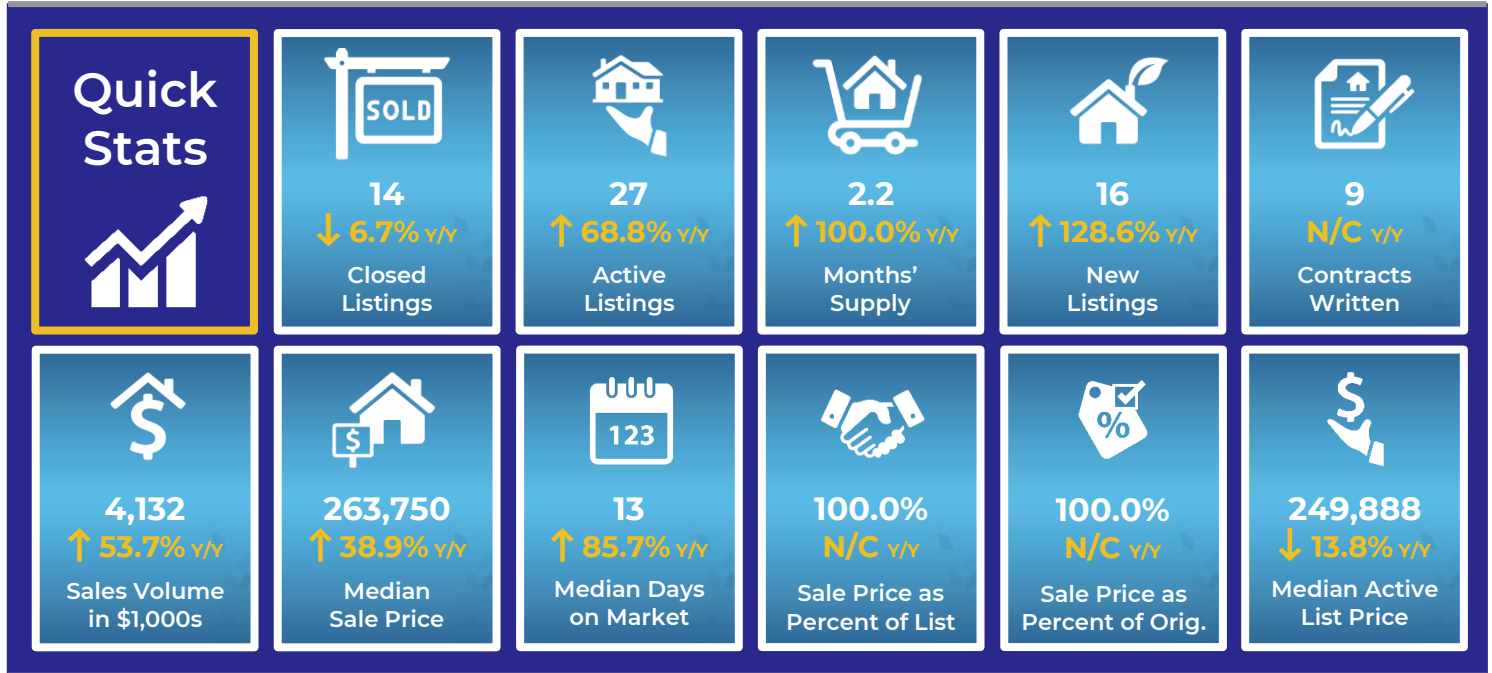 Quick
Stats
SOLD
14
↓ 6.7% Y/Y
Closed
Listings
27
↑ 68.8% Y/Y
Active
Listings
2.2
↑ 100.0% Y/Y
Months’
Supply
16
↑ 128.6% Y/Y
New
Listings
9
N/C Y/Y
Contracts
Written
$
4,132
↑ 53.7% Y/Y
Sales Volume
in $1,000s
$
263,750
↑ 38.9% Y/Y
Median
Sale Price
123
13
↑ 85.7% Y/Y
Median Days
on Market
100.0%
N/C Y/Y
Sale Price as
Percent of List
%
100.0%
N/C Y/Y
Sale Price as
Percent of Orig.
$
249,888
↓ 13.8% Y/Y
Median Active
List Price